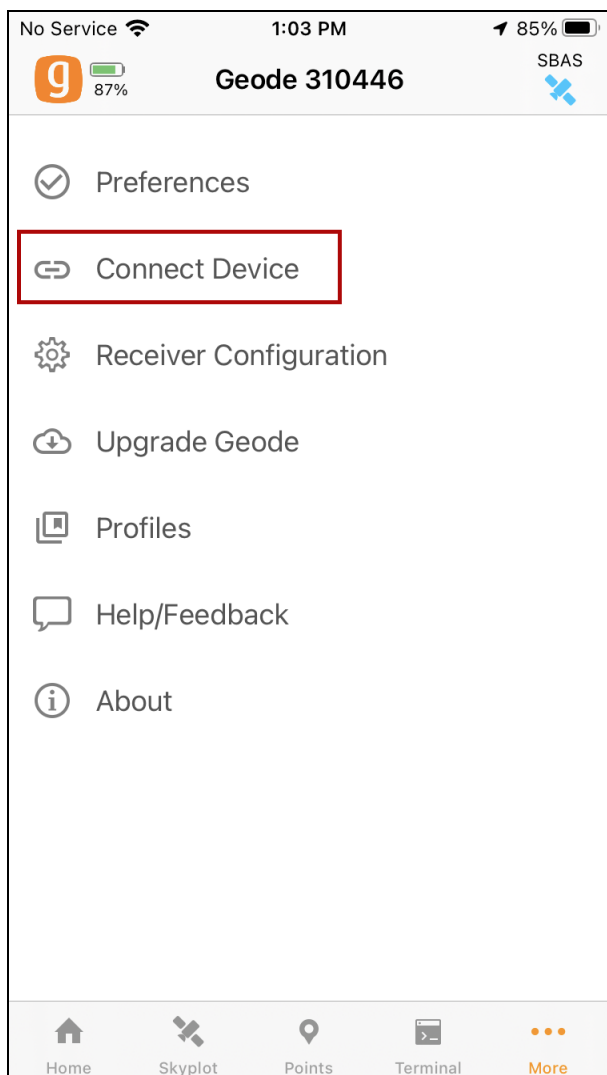 No Service 1:03 PM 85%
g 87% Geode 310446 SBAS
Preferences
Connect Device
Receiver Configuration
Upgrade Geode
Profiles
Help/Feedback
About
Home Skyplot Points Terminal More